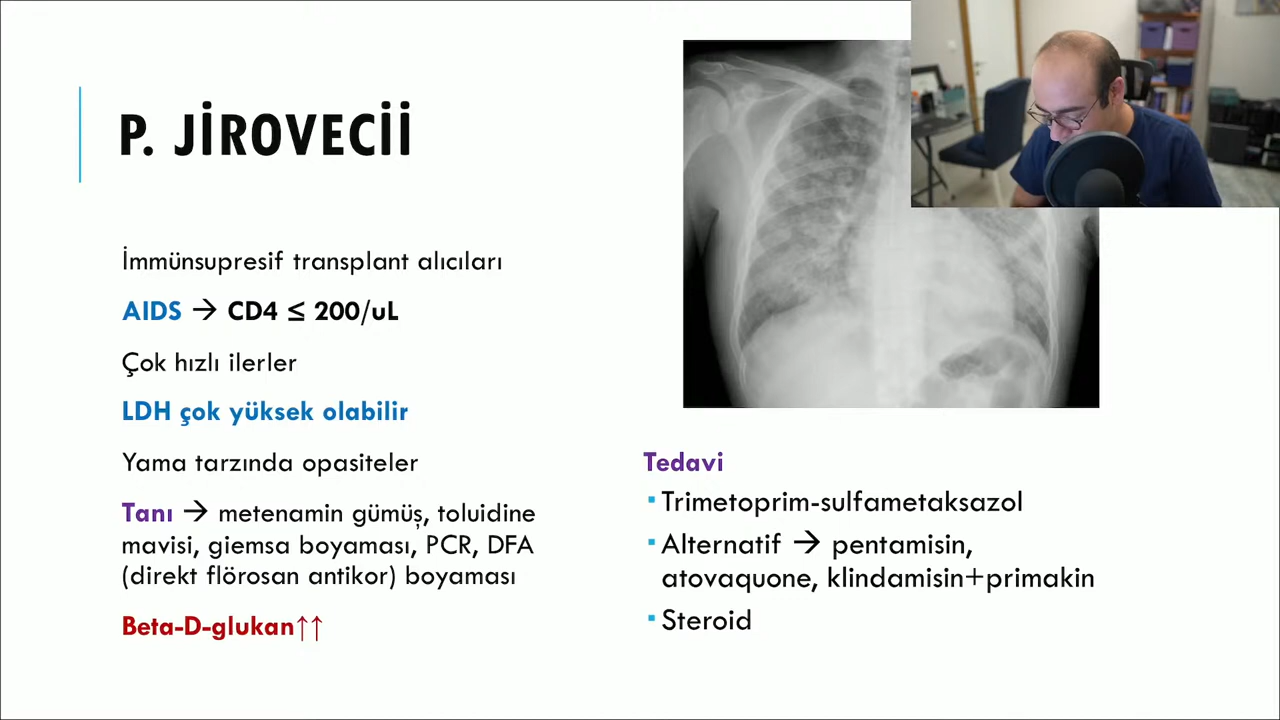 P. JİROVECİİ
İmmünsupresif transplant alıcıları
AIDS → CD4 ≤ 200/uL
Çok hızlı ilerler
LDH çok yüksek olabilir
Yama tarzında opasiteler
Tanı → metenamin gümüş, toluidine
mavisi, giemsa boyaması, PCR, DFA
(direkt flörosan antikor) boyaması
Beta-D-glukan↑↑
Tedavi
▪Trimetoprim-sulfametaksazol
▪Alternatif → pentamisin,
atovaquone, klindamisin+primakin
▪Steroid